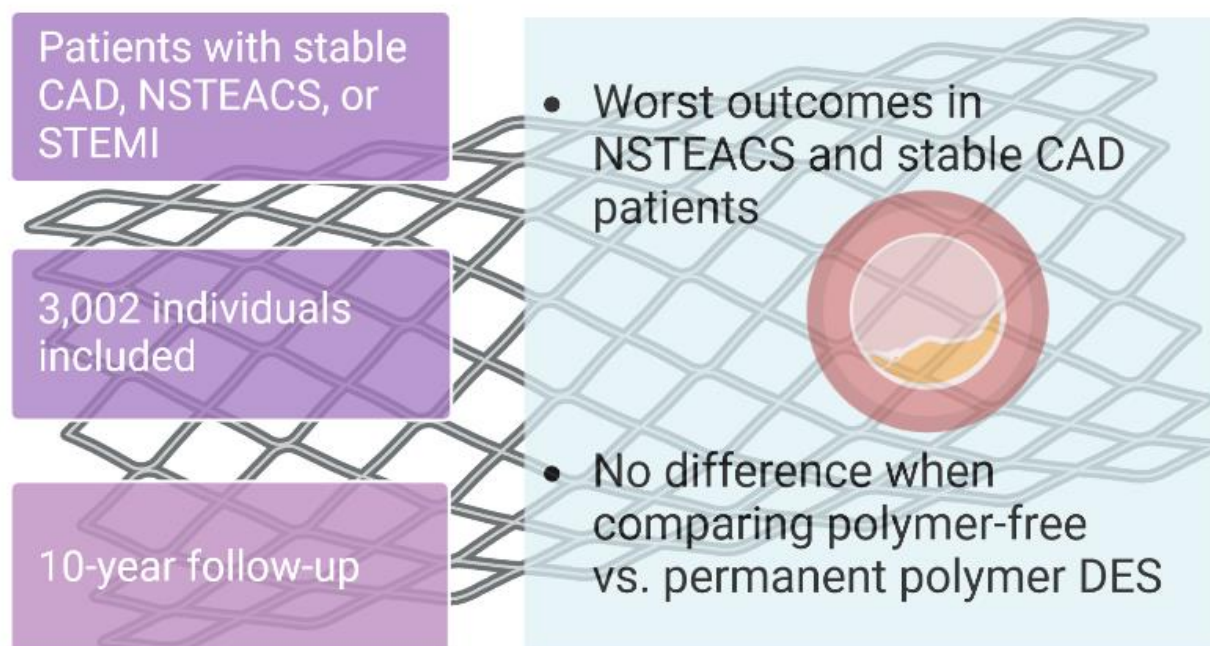 Patients with stable
CAD, NSTEACS, or
STEMI
3,002 individuals
included
10-year follow-up
• Worst outcomes in
NSTEACS and stable CAD
patients
• No difference when
comparing polymer-free
vs. permanent polymer DES